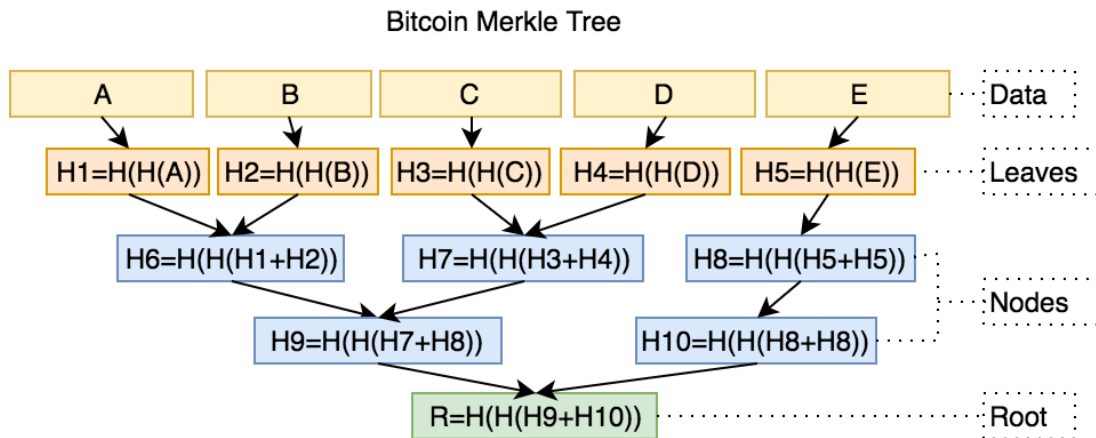 Bitcoin Merkle Tree
A
B
C
D
E
Data
H1=H(H(A))
H2=H(H(B))
H3=H(H(C))
H4=H(H(D))
H5=H(H(E))
Leaves
H6=H(H(H1+H2))
H7=H(H(H3+H4))
H8=H(H(H5+H5))
Nodes
H9=H(H(H7+H8))
H10=H(H(H8+H8))
R=H(H(H9+H10))
Root